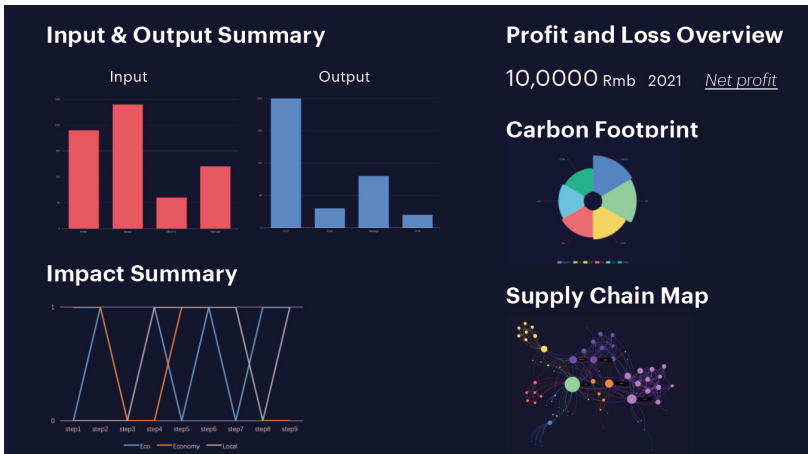 Input & Output Summary
Input
Output
Impact Summary
1
0
step1 step2 step3 step4 step5 step6 step7 step8 step9
Eco Economy Local
Profit and Loss Overview
10,0000 Rmb 2021 Net profit
Carbon Footprint
Supply Chain Map